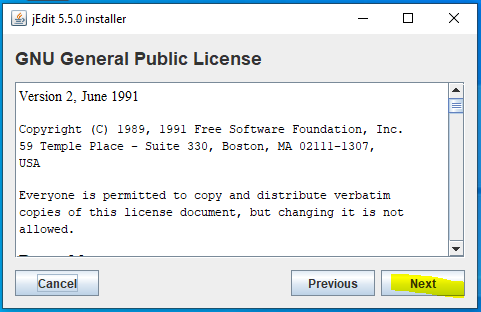 jEdit 5.5.0 installer
GNU General Public License
Version 2, June 1991
Copyright (C) 1989, 1991 Free Software Foundation, Inc.
59 Temple Place - Suite 330, Boston, MA 02111-1307,
USA
Everyone is permitted to copy and distribute verbatim
copies of this license document, but changing it is not
allowed.
Cancel
Previous
Next